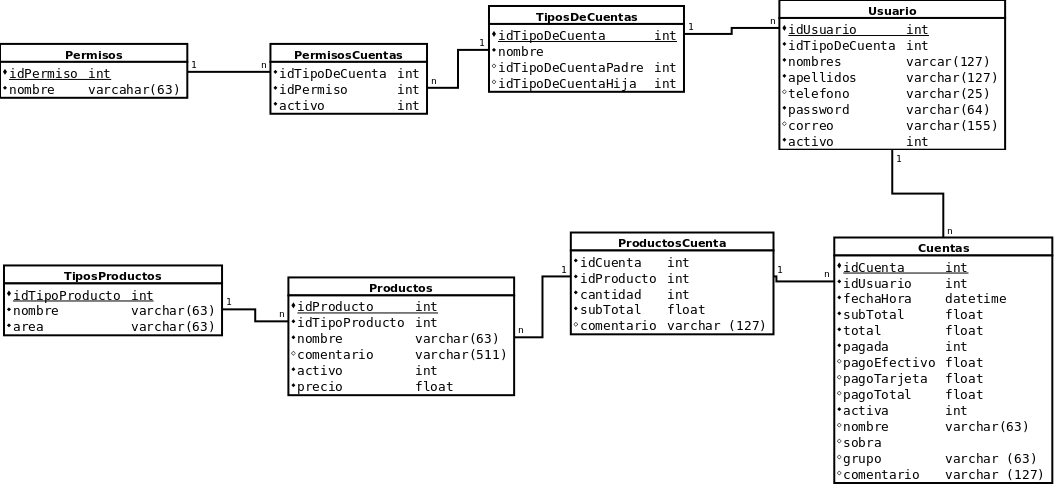 Permisos
idPermiso int
nombre varcahar(63)
1
n
PermisosCuentas
idTipoDeCuenta int
idPermiso int
activo int
n
1
TiposDeCuentas
idTipoDeCuenta int
nombre
idTipoDeCuentaPadre int
idTipoDeCuentaHija int
1
n
Usuario
idUsuario int
idTipoDeCuenta int
nombres varcar(127)
apellidos varchar(127)
telefono varchar(25)
password varchar(64)
correo varchar(155)
activo int
1
n
TiposProductos
idTipoProducto int
nombre varchar(63)
area varchar(63)
1
n
Productos
idProducto int
idTipoProducto int
nombre varchar(63)
comentario varchar(511)
activo int
precio float
n
1
ProductosCuenta
idCuenta int
idProducto int
cantidad int
subTotal float
comentario varchar (127)
1
n
Cuentas
idCuenta int
idUsuario int
fechaHora datetime
subTotal float
total float
pagada int
pagoEfectivo float
pagoTarjeta float
pagoTotal float
activa int
nombre varchar(63)
sobra
grupo varchar (63)
comentario varchar (127)